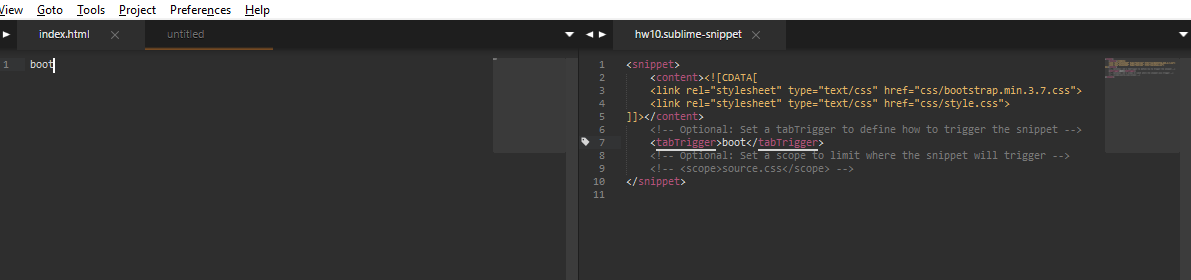 View Goto Tools Project Preferences Help
index.html untitled
hw10.sublime-snippet
1 boot
1 <snippet>
2 <content><![CDATA[
3 <link rel="stylesheet" type="text/css" href="css/bootstrap.min.3.7.css">
4 <link rel="stylesheet" type="text/css" href="css/style.css">
5 ]]></content>
6 <!-- Optional: Set a tabTrigger to define how to trigger the snippet -->
7 <tabTrigger>boot</tabTrigger>
8 <!-- Optional: Set a scope to limit where the snippet will trigger -->
9 <!-- <scope>source.css</scope> -->
10 </snippet>
11